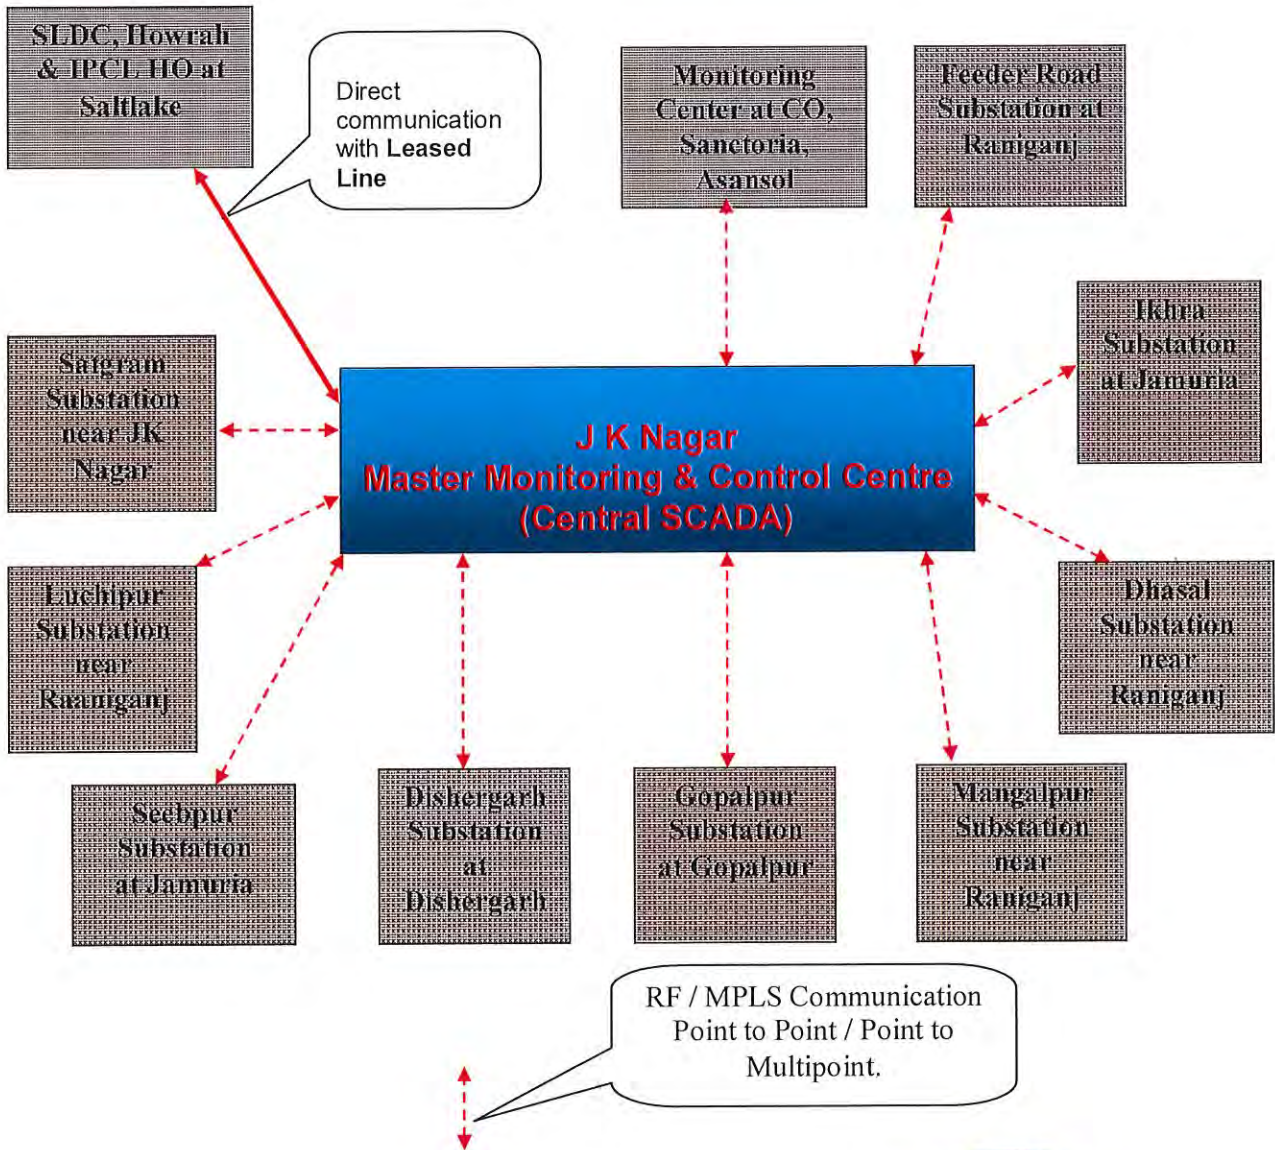 SLDC, Howrah
& IPCL HO at
Saltlake
Direct
communication
with Leased
Line
Monitoring
Center at CO,
Sanctoria,
Asansol
Feeder Road
Substation at
Raniganj
Ikhra
Substation
at Jamuria
Satgram
Substation
near JK
Nagar
J K Nagar
Master Monitoring & Control Centre
(Central SCADA)
Luchipur
Substation
near
Raaniganj
Dhasal
Substation
near
Raniganj
Seebpur
Substation
at Jamuria
Dishergarh
Substation
at
Dishergarh
Gopalpur
Substation
at Gopalpur
Mangalpur
Substation
near
Raniganj
RF / MPLS Communication
Point to Point / Point to
Multipoint.